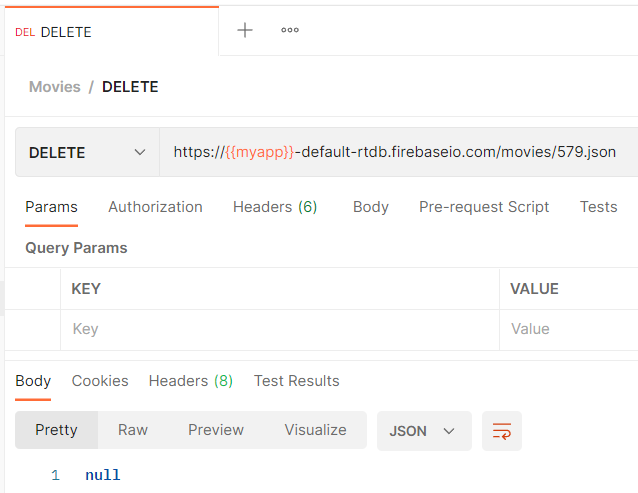 DEL DELETE
Movies / DELETE
DELETE https://{{myapp}}-default-rtdb.firebaseio.com/movies/579.json
Params Authorization Headers (6) Body Pre-request Script Tests
Query Params
KEY VALUE
Key Value
Body Cookies Headers (8) Test Results
Pretty Raw Preview Visualize JSON
1 null